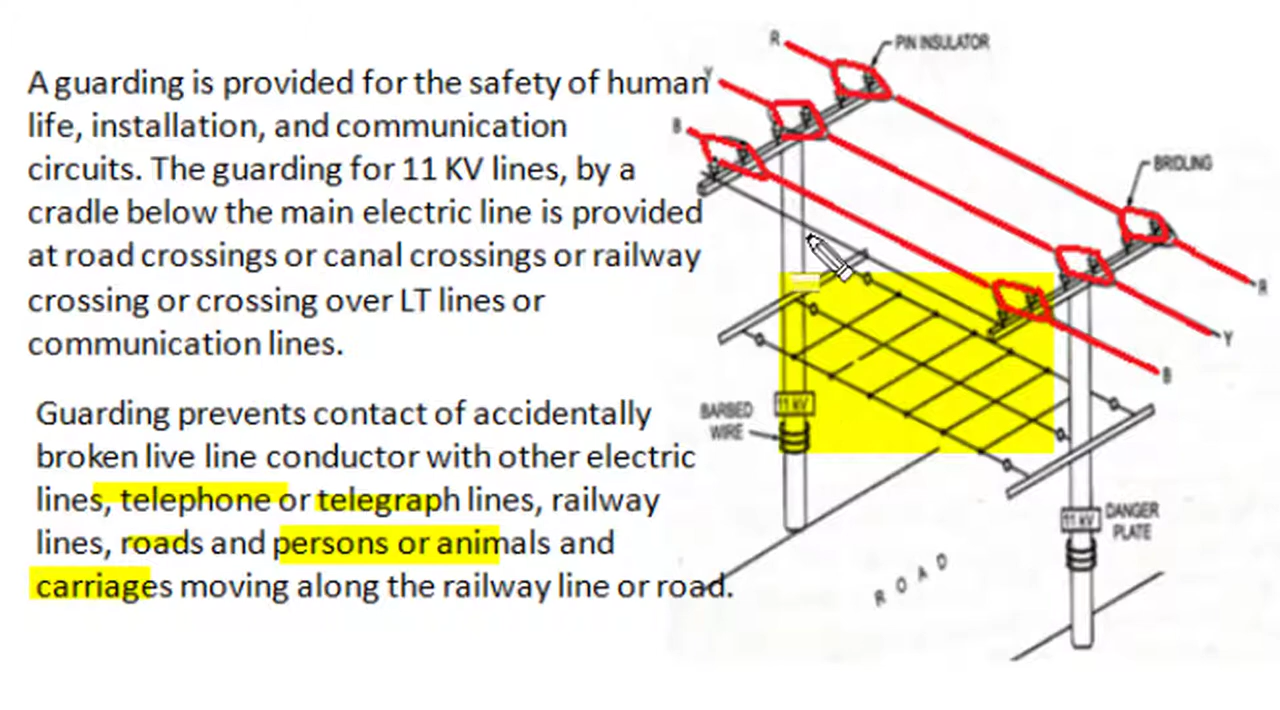 A guarding is provided for the safety of human
life, installation, and communication
circuits. The guarding for 11 KV lines, by a
cradle below the main electric line is provided
at road crossings or canal crossings or railway
crossing or crossing over LT lines or
communication lines.
Guarding prevents contact of accidentally
broken live line conductor with other electric
lines, telephone or telegraph lines, railway
lines, roads and persons or animals and
carriages moving along the railway line or road.
R
PIN INSULATOR
Y
B
BRIDLING
R
Y
B
11 KV
BARBED
WIRE
11 KV
DANGER
PLATE
ROAD